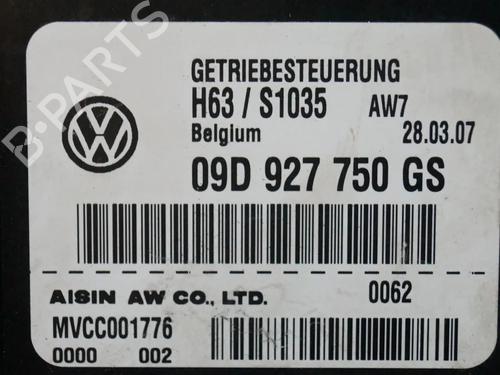 GETRIEBESTEUERUNG
H63 / S1035 AW7
Belgium 28.03.07
09D 927 750 GS
AISIN AW CO., LTD. 0062
MVCC001776
0000 002
B-PARTS